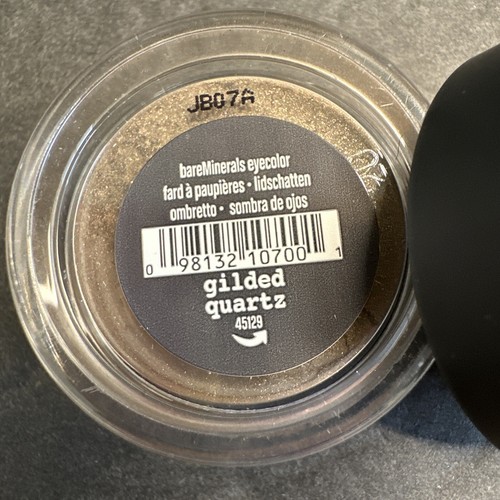 JB07A
bareMinerals eyecolor
fard à paupières • lidschatten
ombretto • sombra de ojos
0 98132 10700 1
gilded
quartz
45129